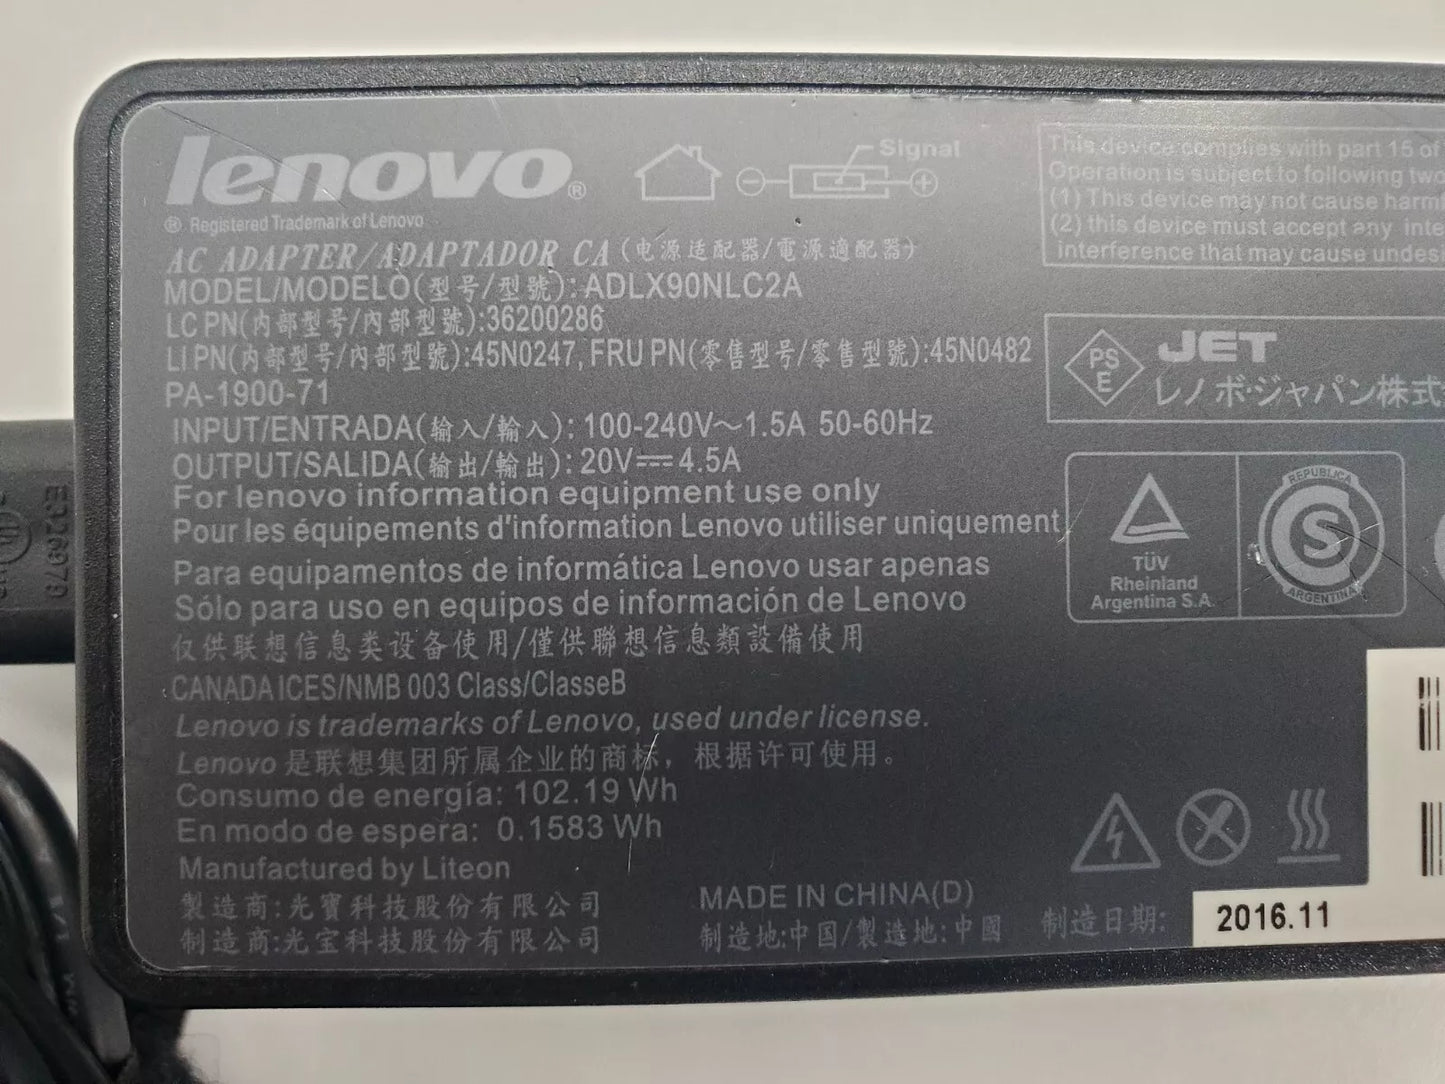 lenovo®
® Registered Trademark of Lenovo
Signal
AC ADAPTER/ADAPTADOR CA (电源适配器/電源適配器)
MODEL/MODELO(型号/型號): ADLX90NLC2A
LC PN(内部型号/內部型號):36200286
LI PN(内部型号/內部型號):45N0247, FRU PN(零售型号/零售型號):45N0482
PA-1900-71
INPUT/ENTRADA(输入/輸入): 100-240V～1.5A 50-60Hz
OUTPUT/SALIDA(输出/輸出): 20V⎓4.5A
For lenovo information equipment use only
Pour les équipements d'information Lenovo utiliser uniquement
Para equipamentos de informática Lenovo usar apenas
Sólo para uso en equipos de información de Lenovo
仅供联想信息类设备使用/僅供聯想信息類設備使用
CANADA ICES/NMB 003 Class/ClasseB
Lenovo is trademarks of Lenovo, used under license.
Lenovo 是联想集团所属企业的商标，根据许可使用。
Consumo de energía: 102.19 Wh
En modo de espera: 0.1583 Wh
Manufactured by Liteon
製造商:光寶科技股份有限公司
制造商:光宝科技股份有限公司
MADE IN CHINA(D)
制造地:中国/製造地:中國
制造日期:
2016.11
This device complies with part 15 of
Operation is subject to following two
(1) This device may not cause harm
(2) this device must accept any inte
interference that may cause undes
PS
E
JET
レノボ・ジャパン株式
TÜV
Rheinland
Argentina S.A.
REPUBLICA
S
ARGENTINA
E326979